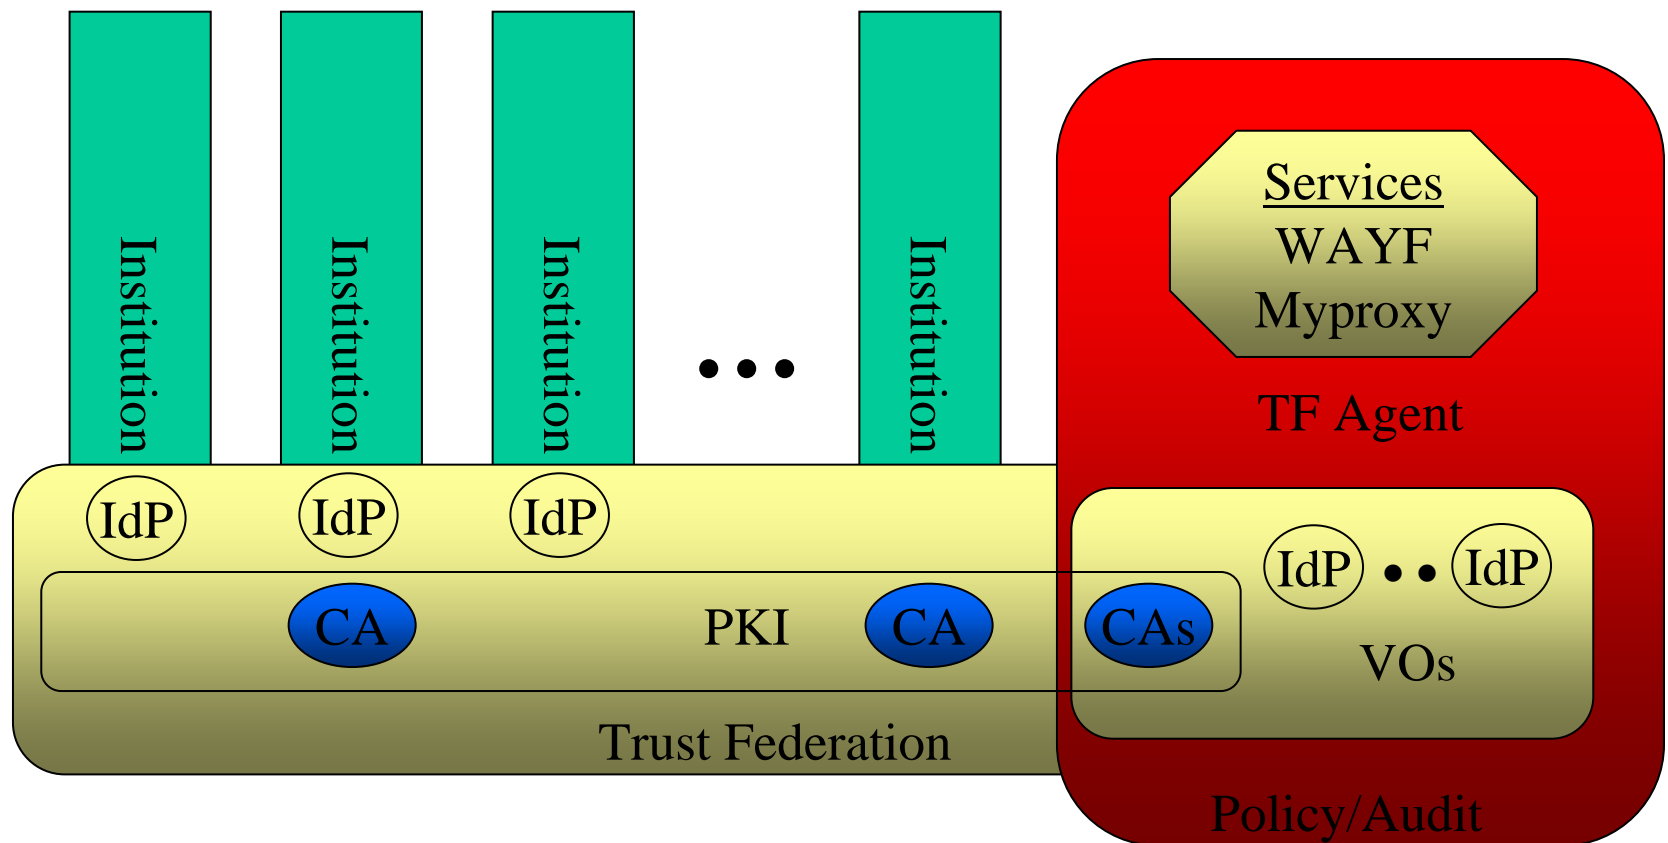 Institution
Institution
Institution
Institution
Services
WAYF
Myproxy
TF Agent
IdP
IdP
IdP
IdP
IdP
CA
PKI
CA
CAs
VOs
Trust Federation
Policy/Audit